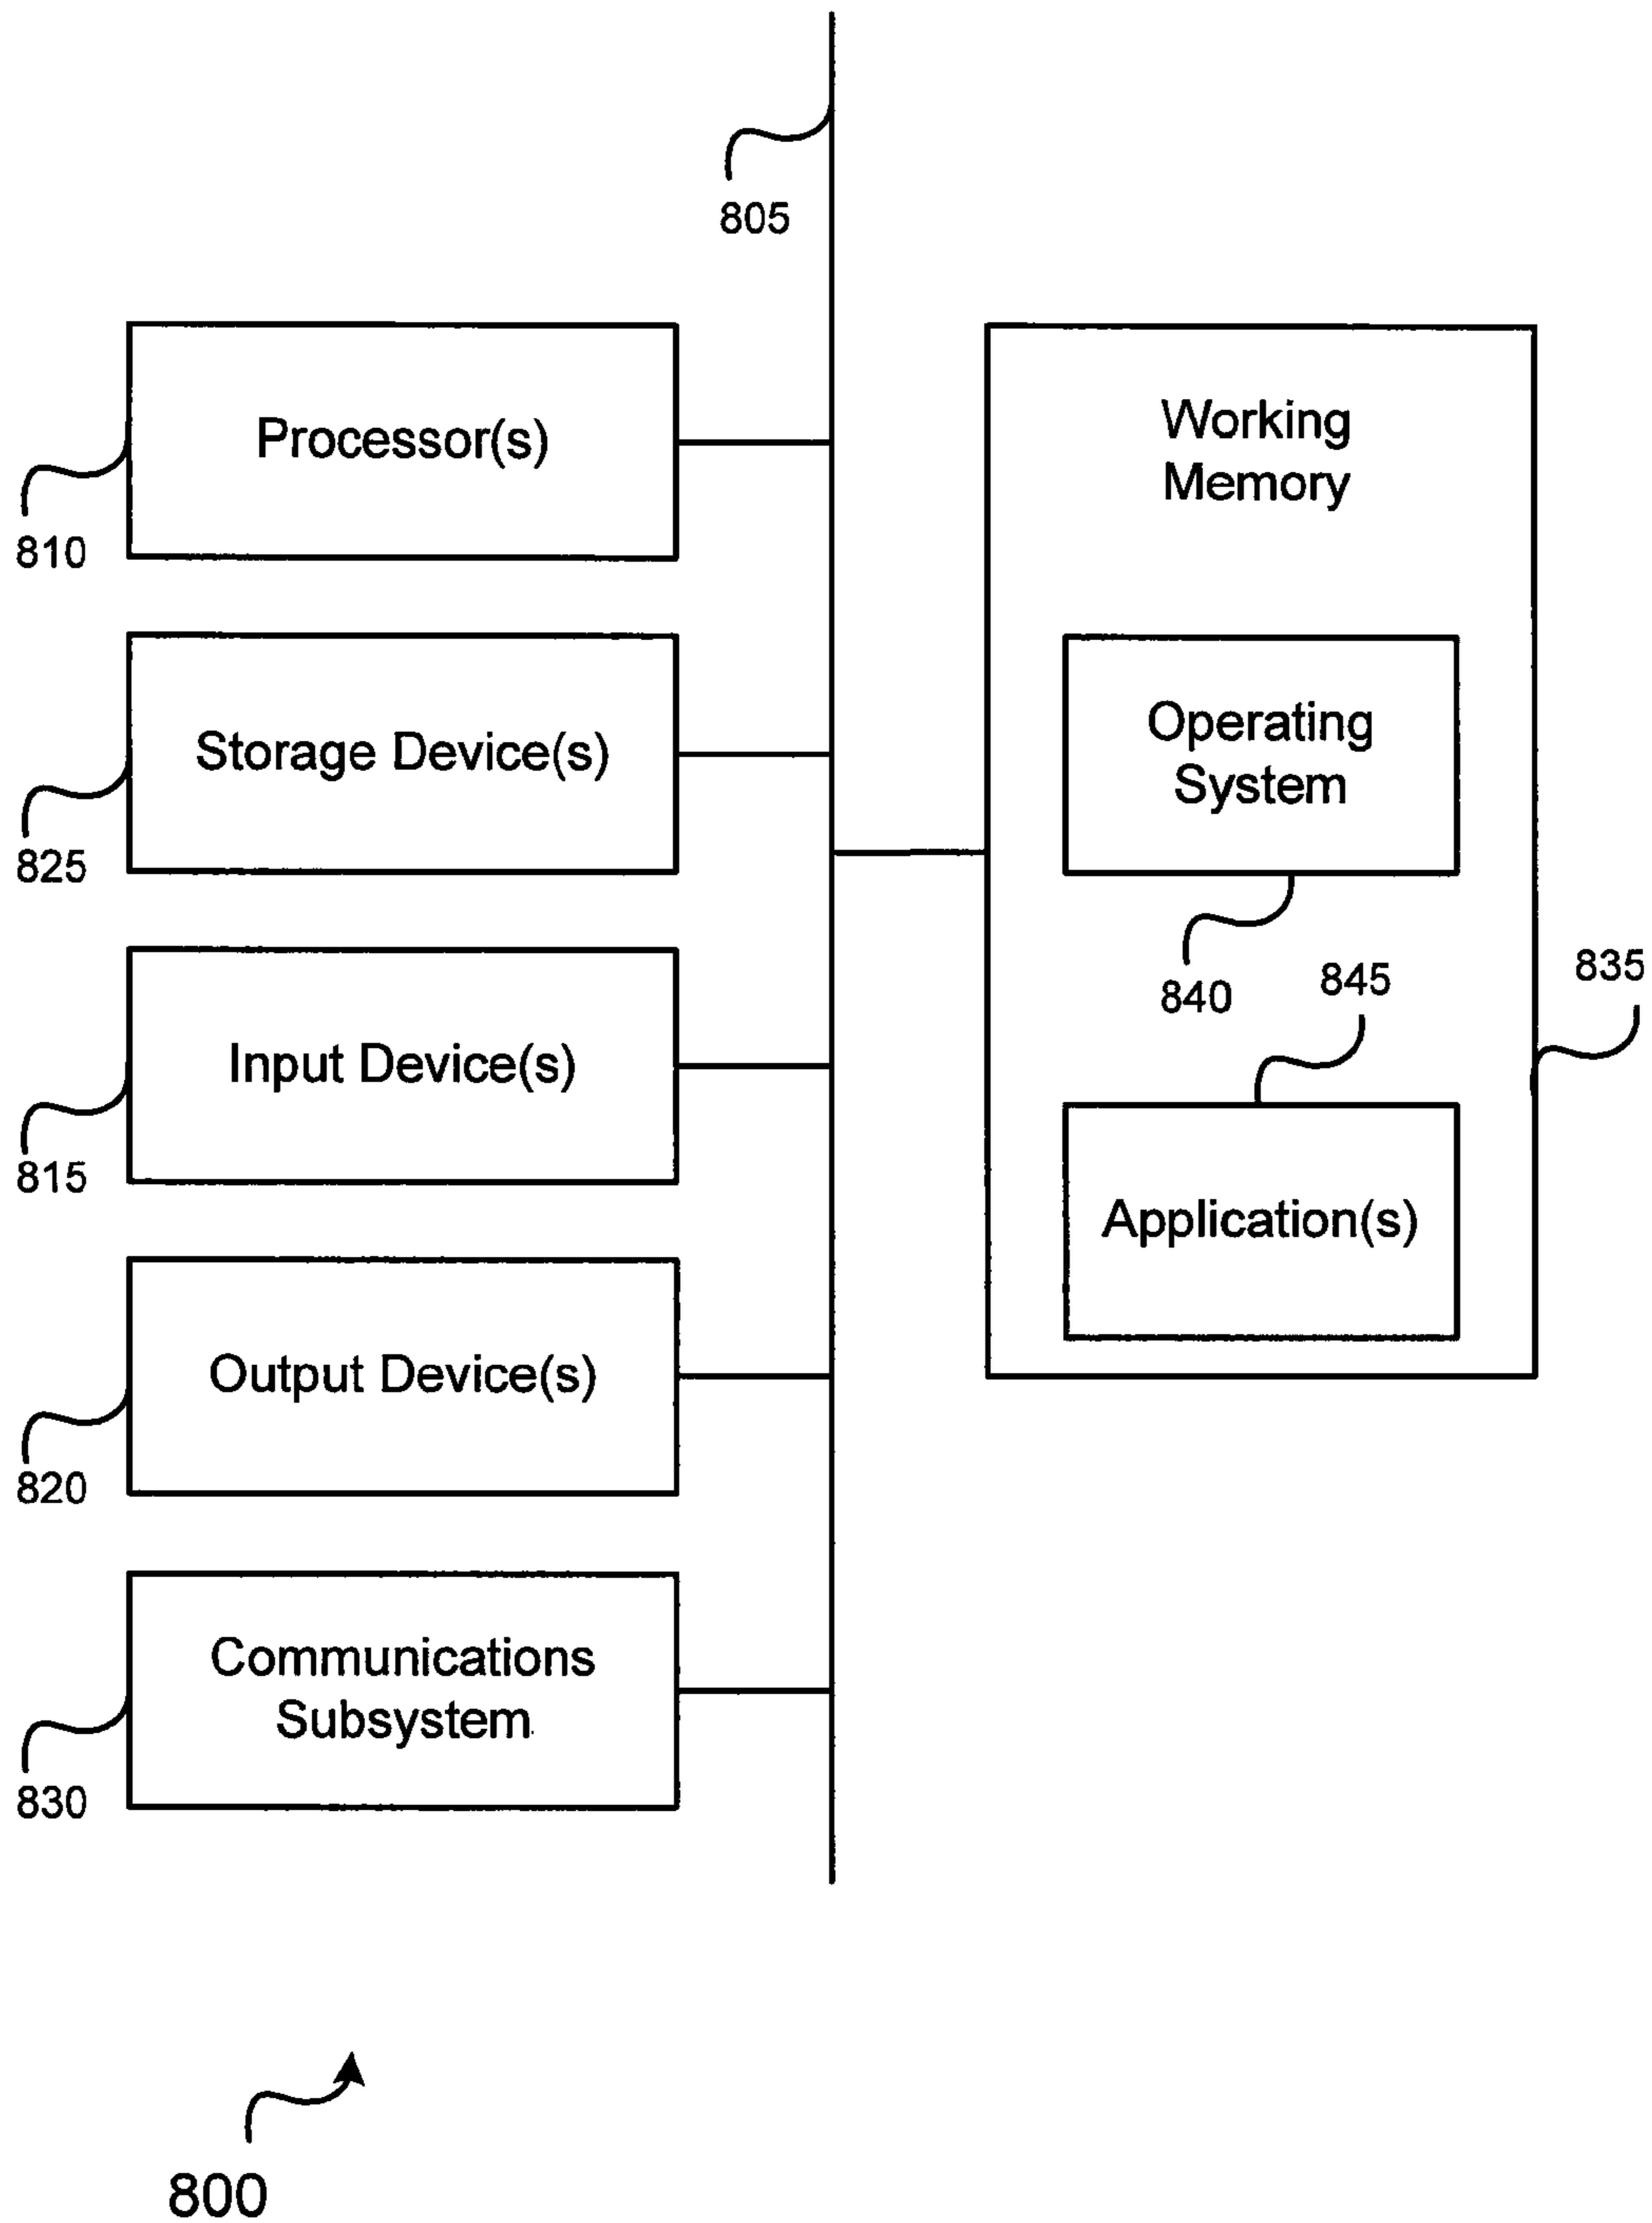 805
Processor(s)
810
Storage Device(s)
825
Input Device(s)
815
Output Device(s)
820
Communications
Subsystem
830
Working
Memory
Operating
System
840
845
835
Application(s)
800